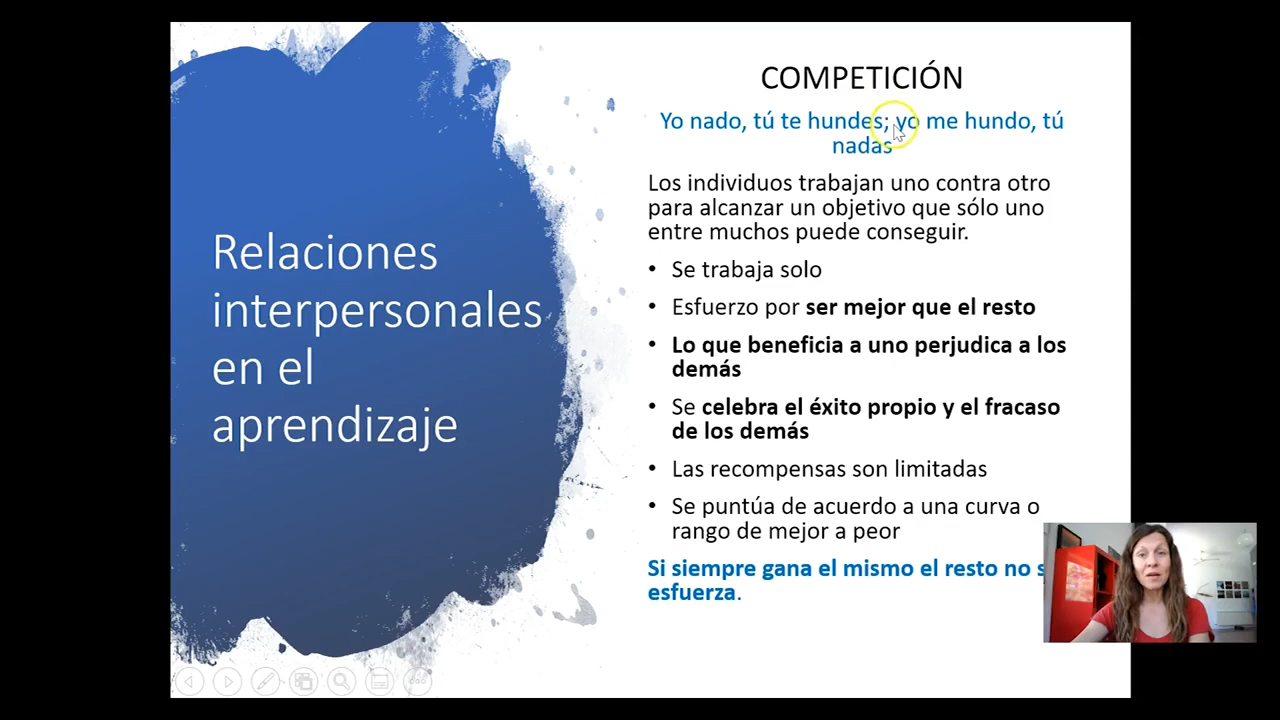 Relaciones
interpersonales
en el
aprendizaje
COMPETICIÓN
Yo nado, tú te hundes; yo me hundo, tú
nadas
Los individuos trabajan uno contra otro
para alcanzar un objetivo que sólo uno
entre muchos puede conseguir.
• Se trabaja solo
• Esfuerzo por ser mejor que el resto
• Lo que beneficia a uno perjudica a los
demás
• Se celebra el éxito propio y el fracaso
de los demás
• Las recompensas son limitadas
• Se puntúa de acuerdo a una curva o
rango de mejor a peor
Si siempre gana el mismo el resto no
esfuerza.